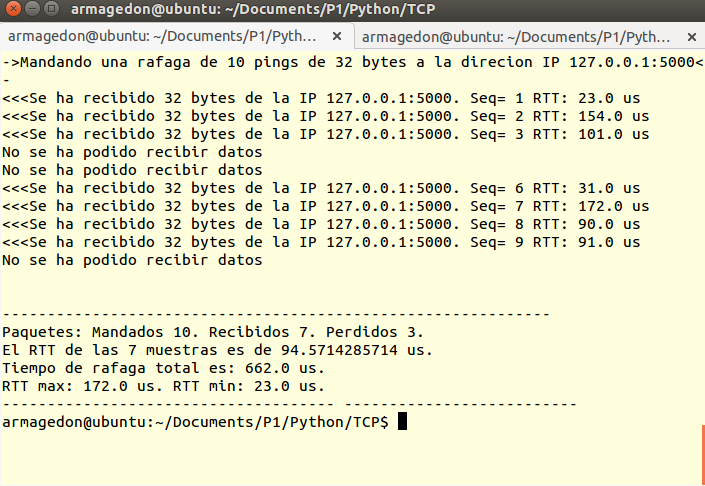 armagedon@ubuntu: ~/Documents/P1/Python/TCP
armagedon@ubuntu: ~/Documents/P1/Pyth... × armagedon@ubuntu: ~/Documents/P1/Pyth... ×
->Mandando una rafaga de 10 pings de 32 bytes a la direcion IP 127.0.0.1:5000<
-
<<<Se ha recibido 32 bytes de la IP 127.0.0.1:5000. Seq= 1 RTT: 23.0 us
<<<Se ha recibido 32 bytes de la IP 127.0.0.1:5000. Seq= 2 RTT: 154.0 us
<<<Se ha recibido 32 bytes de la IP 127.0.0.1:5000. Seq= 3 RTT: 101.0 us
No se ha podido recibir datos
No se ha podido recibir datos
<<<Se ha recibido 32 bytes de la IP 127.0.0.1:5000. Seq= 6 RTT: 31.0 us
<<<Se ha recibido 32 bytes de la IP 127.0.0.1:5000. Seq= 7 RTT: 172.0 us
<<<Se ha recibido 32 bytes de la IP 127.0.0.1:5000. Seq= 8 RTT: 90.0 us
<<<Se ha recibido 32 bytes de la IP 127.0.0.1:5000. Seq= 9 RTT: 91.0 us
No se ha podido recibir datos
-------------------------------------------------------------
Paquetes: Mandados 10. Recibidos 7. Perdidos 3.
El RTT de las 7 muestras es de 94.5714285714 us.
Tiempo de rafaga total es: 662.0 us.
RTT max: 172.0 us. RTT min: 23.0 us.
------------------------------------- --------------------------
armagedon@ubuntu:~/Documents/P1/Python/TCP$